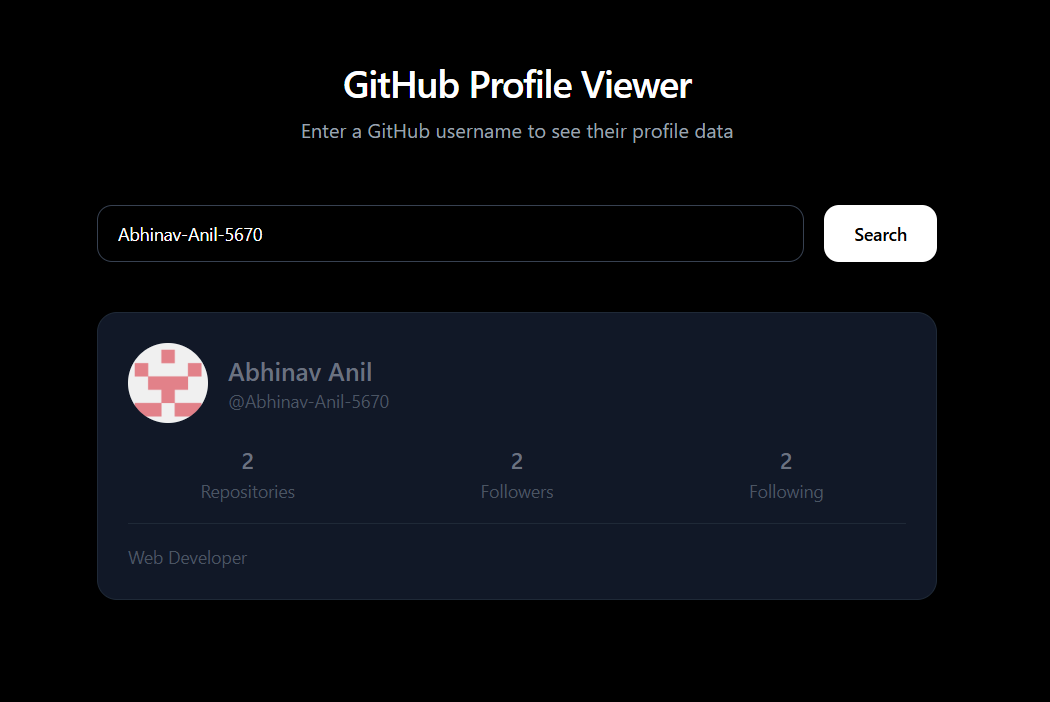 GitHub Profile Viewer
Enter a GitHub username to see their profile data
Abhinav-Anil-5670
Search
Abhinav Anil
@Abhinav-Anil-5670
2
Repositories
2
Followers
2
Following
Web Developer